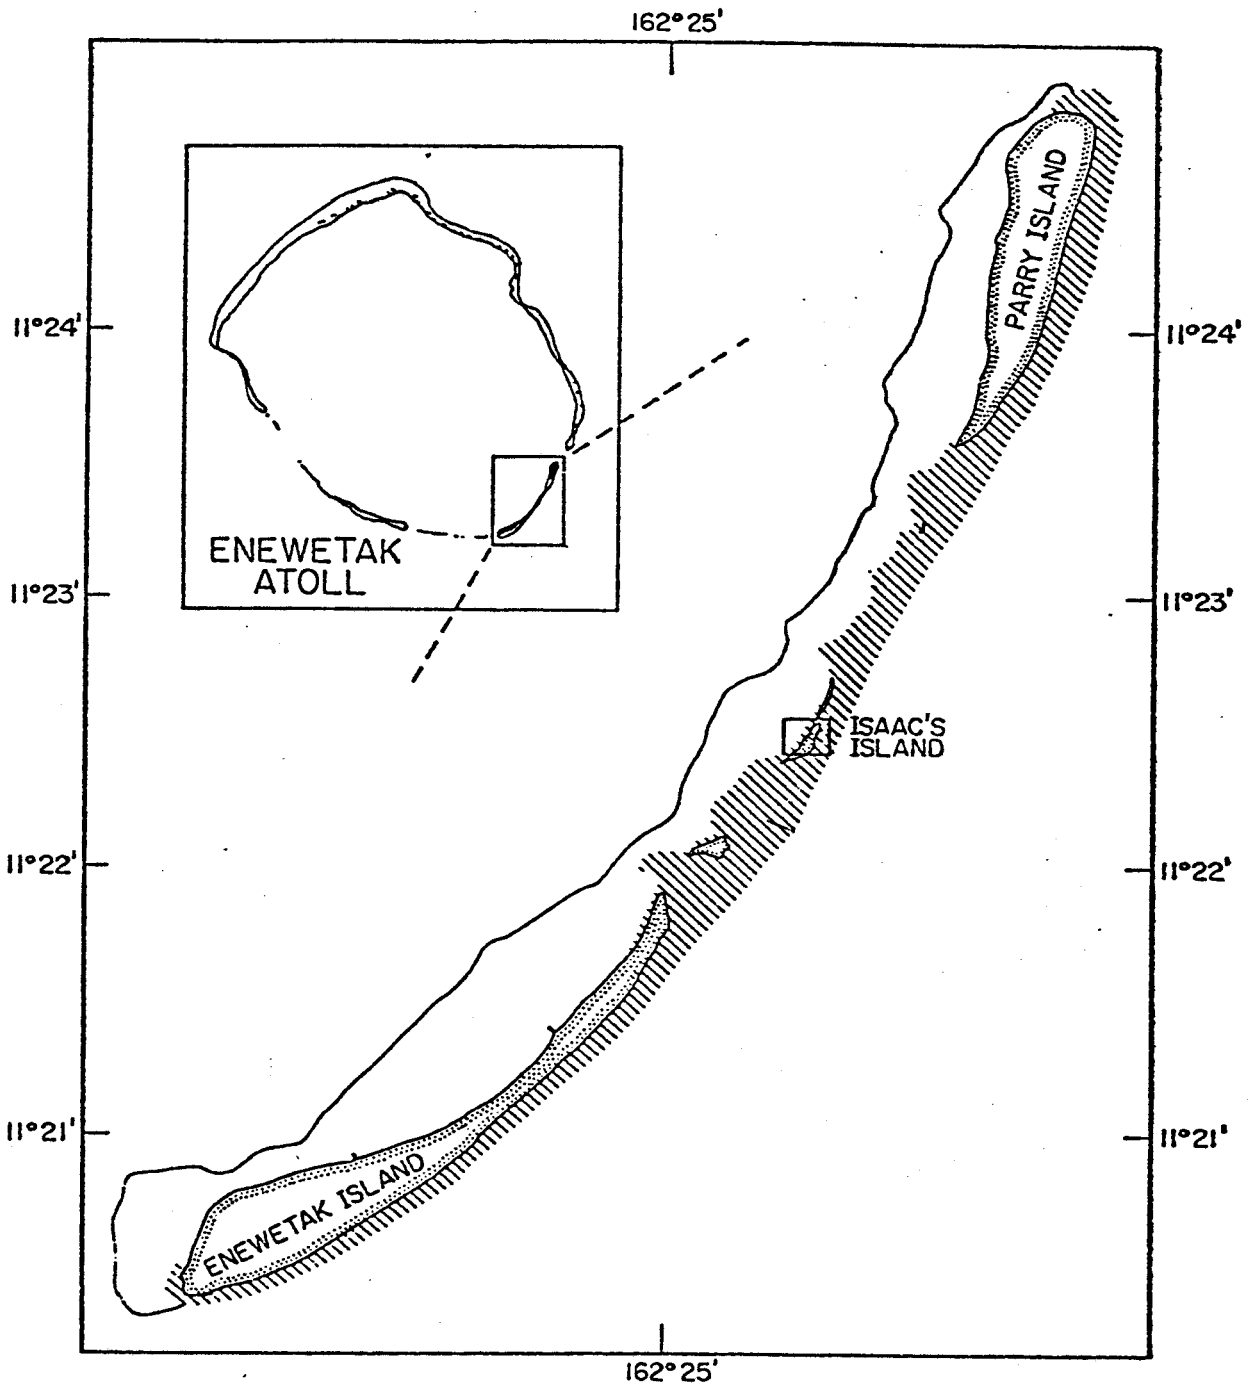 162°25'
PARRY ISLAND
11°24'
11°24'
ENEWETAK
ATOLL
11°23'
11°23'
ISAAC'S
ISLAND
11°22'
11°22'
11°21'
11°21'
ENEWETAK ISLAND
162°25'